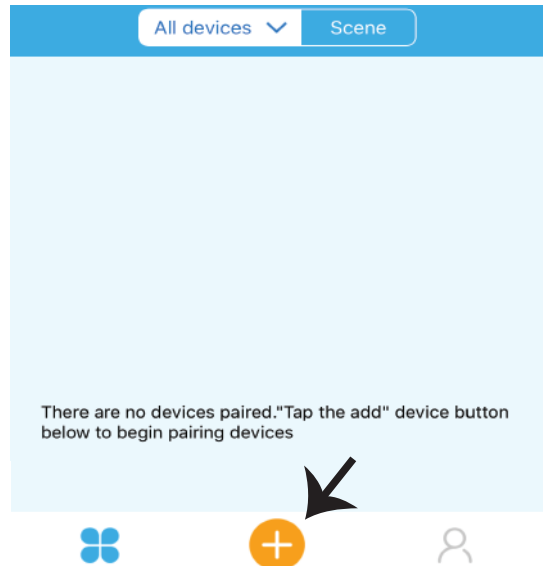 All devices
Scene
There are no devices paired."Tap the add" device button
below to begin pairing devices